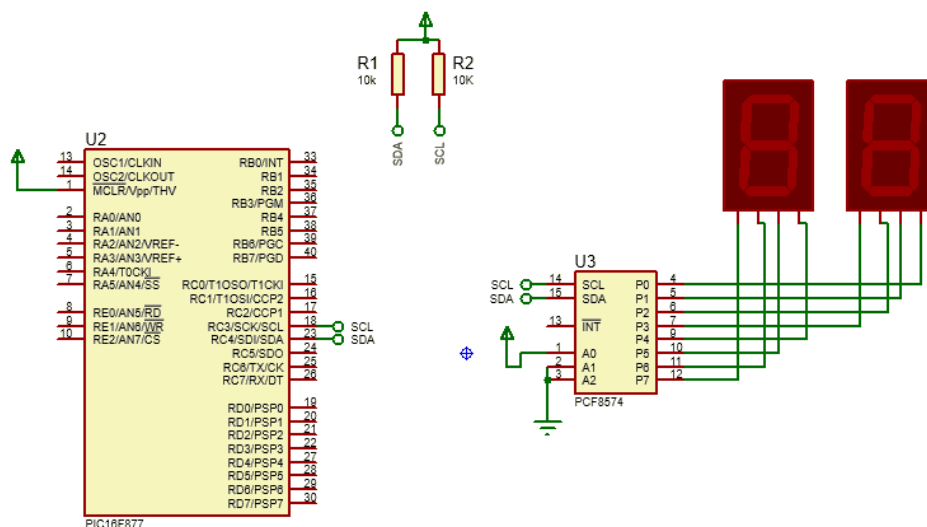 R1
10k
R2
10K
SDA
SCL
U2
13 OSC1/CLKIN
14 OSC2/CLKOUT
1 MCLR/Vpp/THV
2 RA0/AN0
3 RA1/AN1
4 RA2/AN2/VREF-
5 RA3/AN3/VREF+
6 RA4/T0CKI
7 RA5/AN4/SS
8 RE0/AN5/RD
9 RE1/AN6/WR
10 RE2/AN7/CS
RB0/INT 33
RB1 34
RB2 35
RB3/PGM 36
RB4 37
RB5 38
RB6/PGC 39
RB7/PGD 40
RC0/T1OSO/T1CKI 15
RC1/T1OSI/CCP2 16
RC2/CCP1 17
RC3/SCK/SCL 18 SCL
RC4/SDI/SDA 23 SDA
RC5/SDO 24
RC6/TX/CK 25
RC7/RX/DT 26
RD0/PSP0 19
RD1/PSP1 20
RD2/PSP2 21
RD3/PSP3 22
RD4/PSP4 27
RD5/PSP5 28
RD6/PSP6 29
RD7/PSP7 30
PIC16F877
U3
SCL 14 SCL
SDA 15 SDA
13 INT
1 A0
2 A1
3 A2
P0 4
P1 5
P2 6
P3 7
P4 9
P5 10
P6 11
P7 12
PCF8574